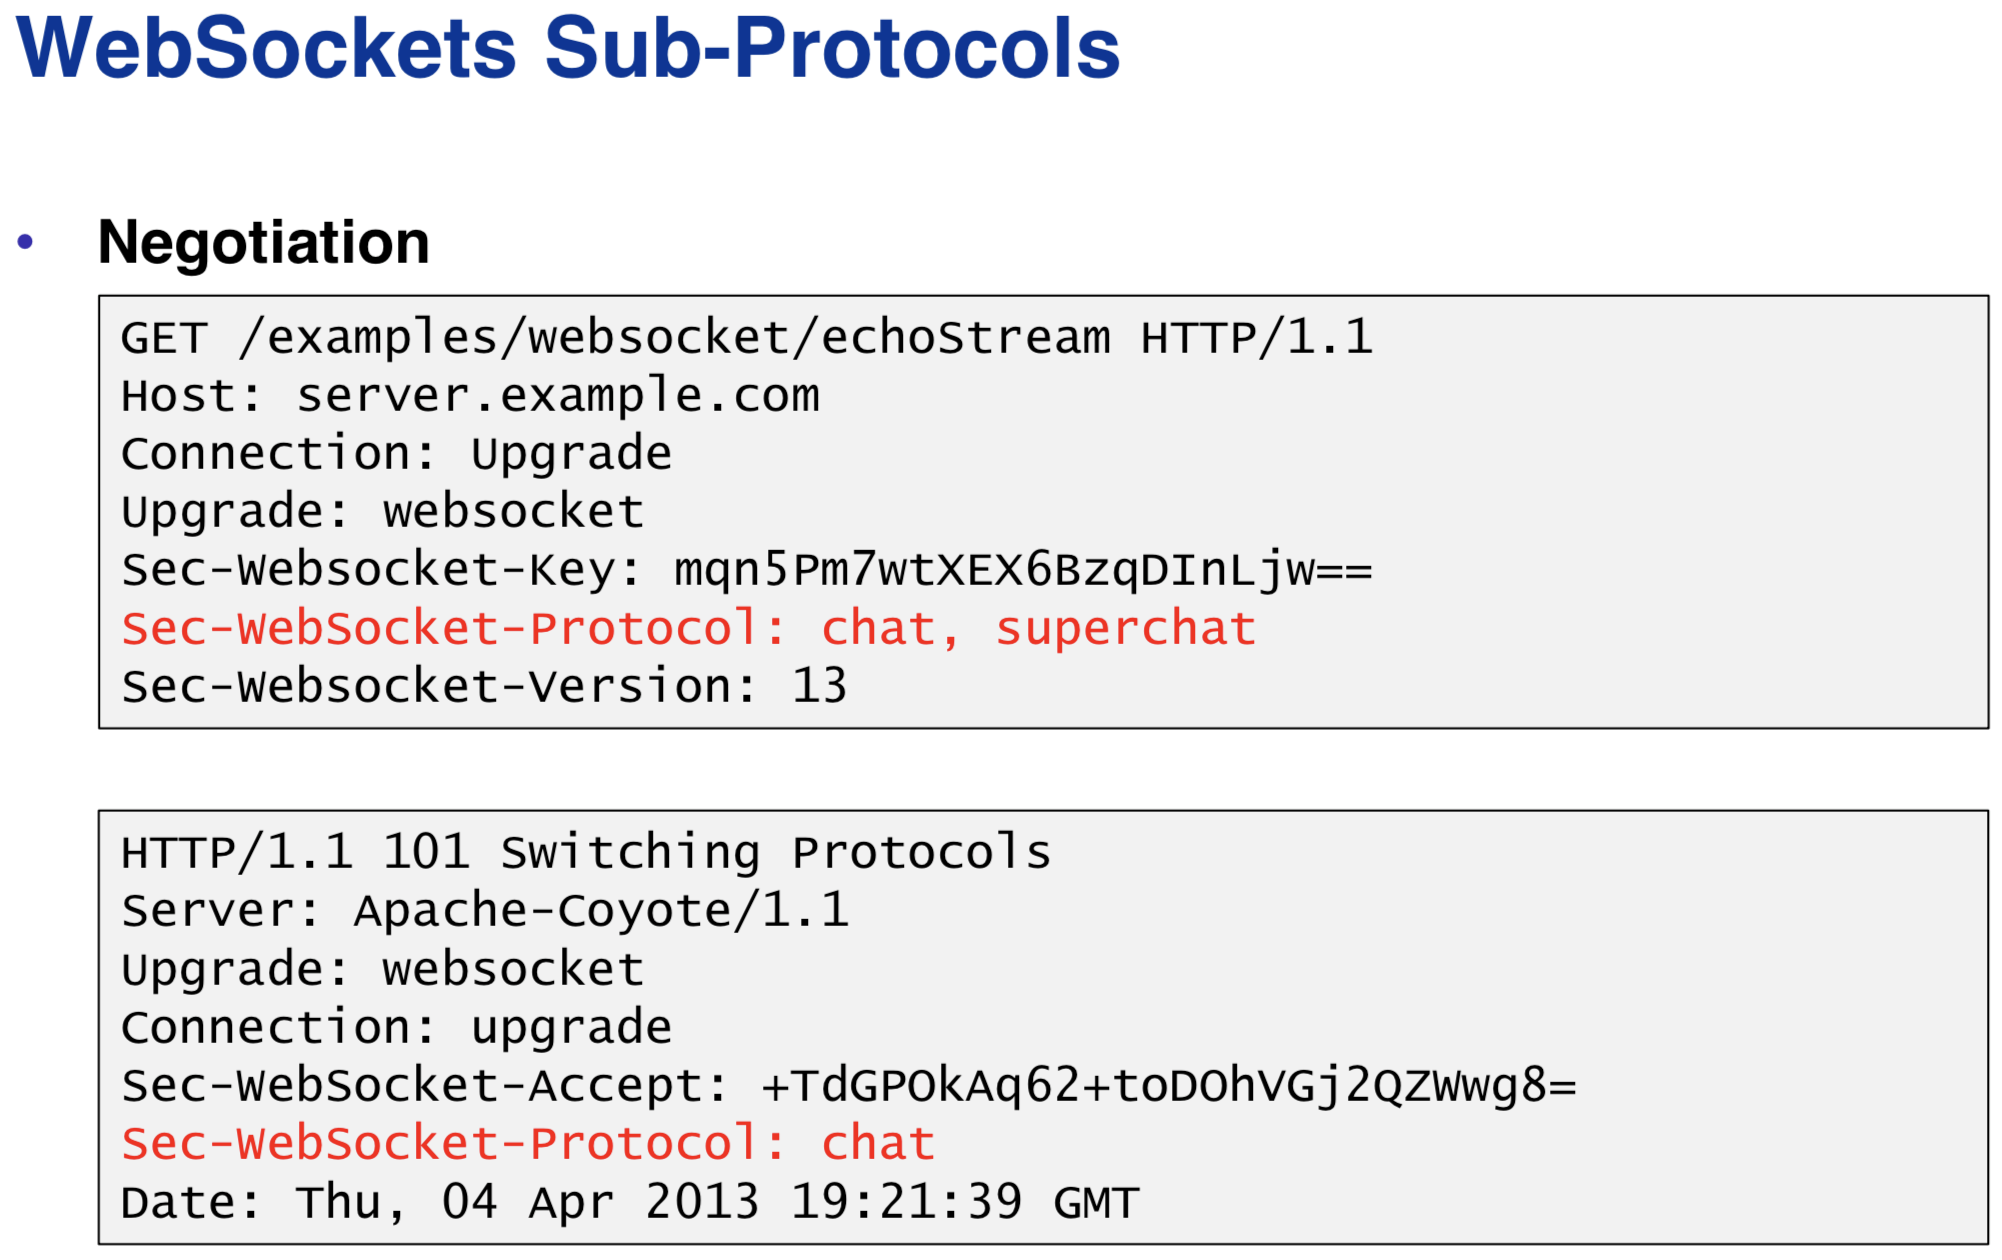 WebSockets Sub-Protocols
• Negotiation
GET /examples/websocket/echoStream HTTP/1.1
Host: server.example.com
Connection: Upgrade
Upgrade: websocket
Sec-Websocket-Key: mqn5Pm7wtXEX6BzqDInLjw==
Sec-WebSocket-Protocol: chat, superchat
Sec-Websocket-Version: 13
HTTP/1.1 101 Switching Protocols
Server: Apache-Coyote/1.1
Upgrade: websocket
Connection: upgrade
Sec-WebSocket-Accept: +TdGPOkAq62+toDOhVGj2QZWwg8=
Sec-WebSocket-Protocol: chat
Date: Thu, 04 Apr 2013 19:21:39 GMT